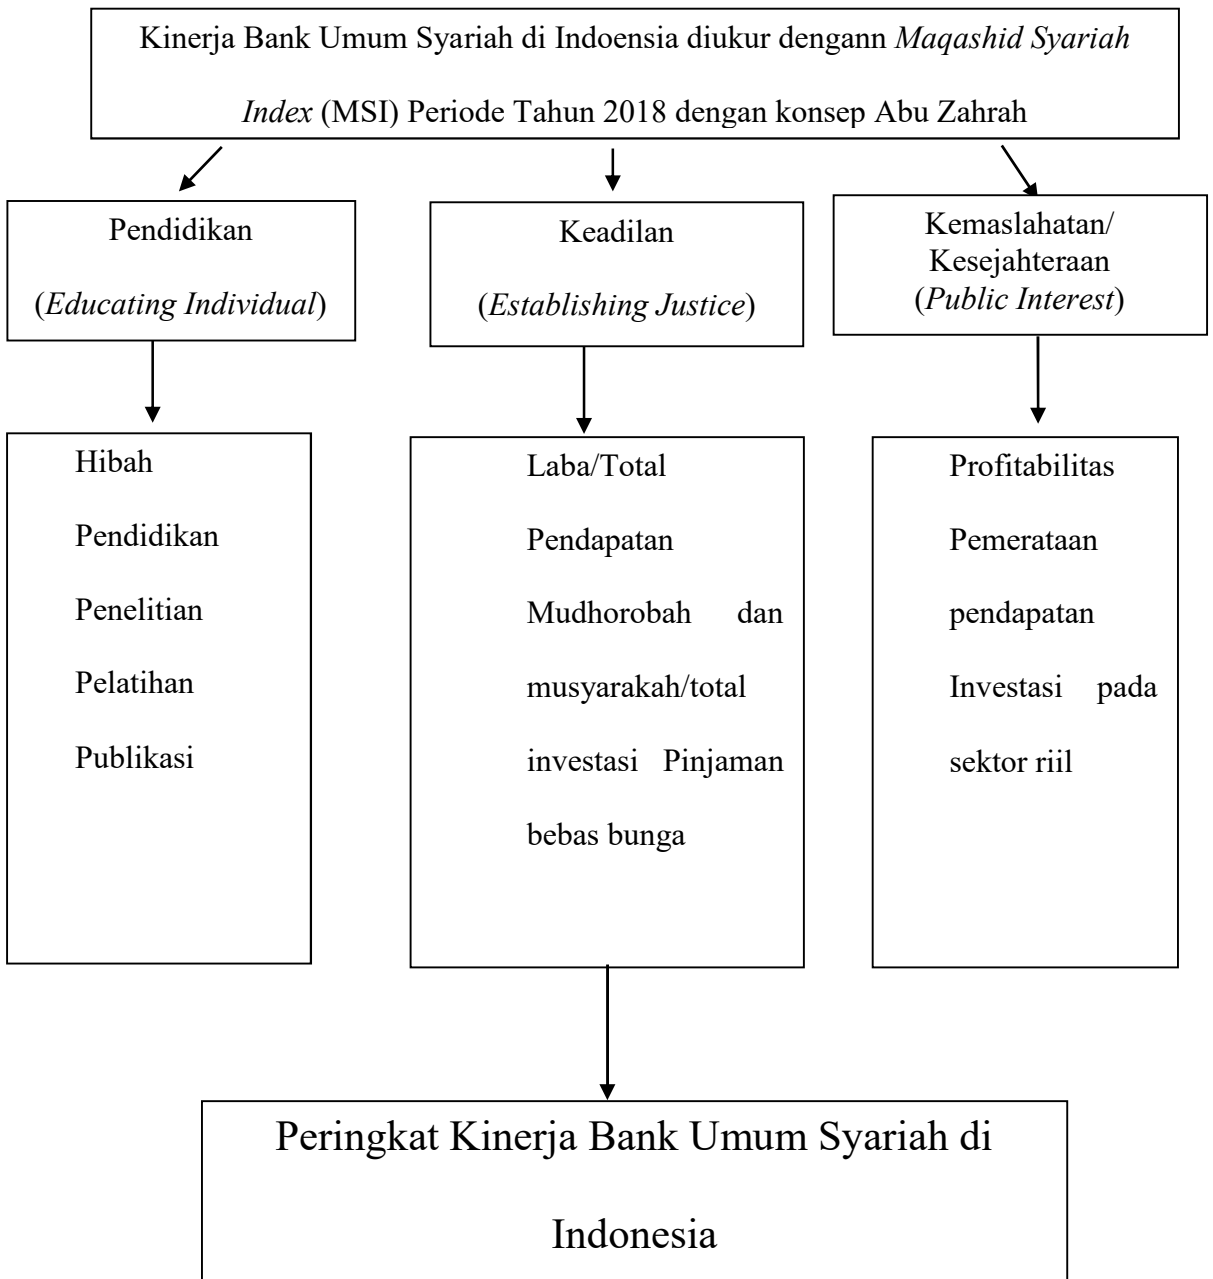 Kinerja Bank Umum Syariah di Indoensia diukur dengann Maqashid Syariah
Index (MSI) Periode Tahun 2018 dengan konsep Abu Zahrah
Pendidikan
(Educating Individual)
Keadilan
(Establishing Justice)
Kemaslahatan/
Kesejahteraan
(Public Interest)
Hibah
Pendidikan
Penelitian
Pelatihan
Publikasi
Laba/Total
Pendapatan
Mudhorobah dan
musyarakah/total
investasi Pinjaman
bebas bunga
Profitabilitas
Pemerataan
pendapatan
Investasi pada
sektor riil
Peringkat Kinerja Bank Umum Syariah di
Indonesia